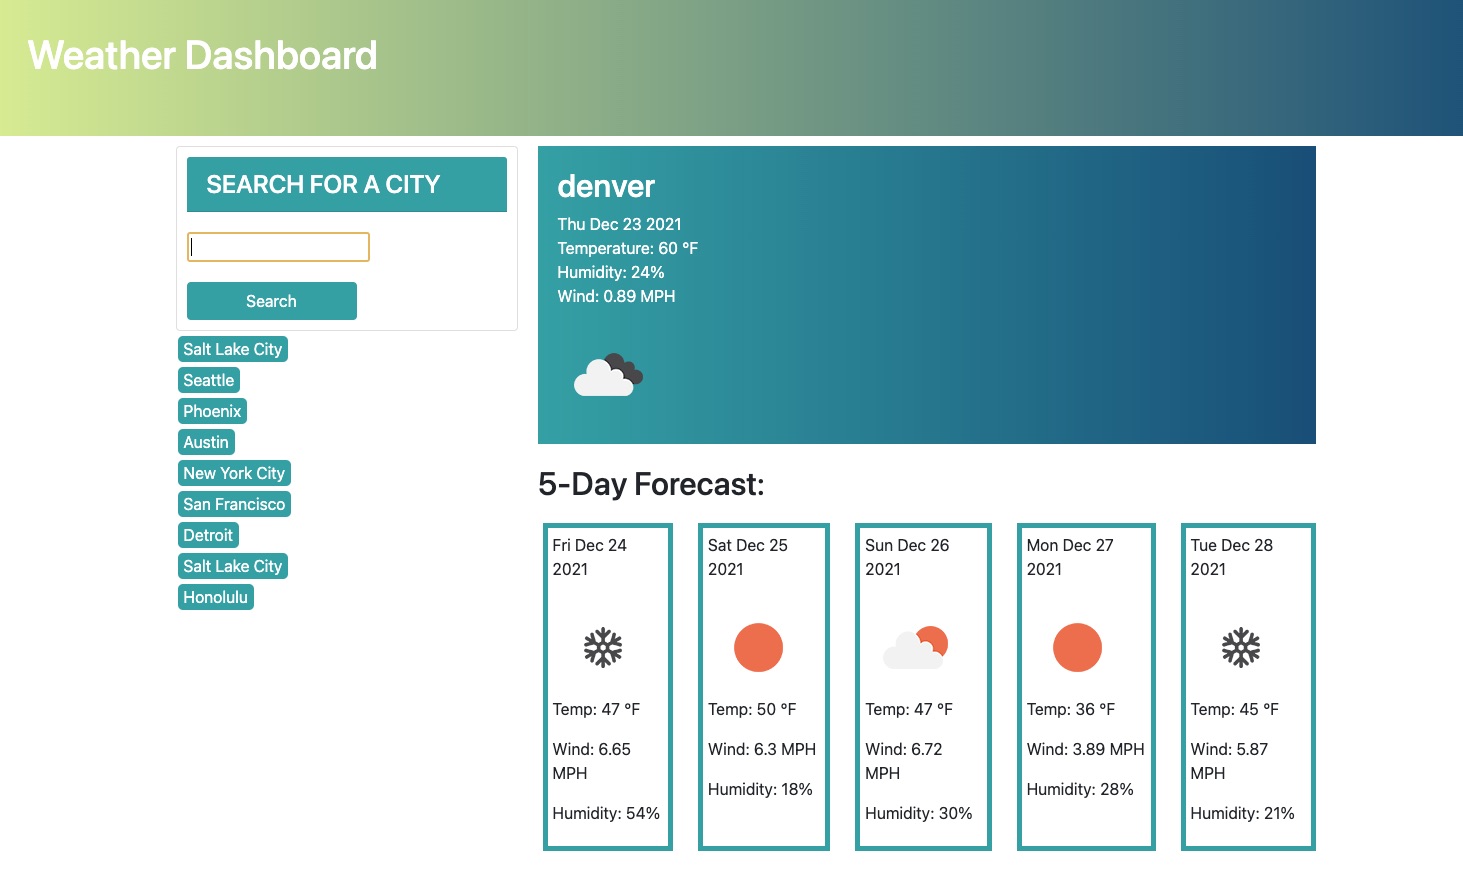 Weather Dashboard
SEARCH FOR A CITY
Search
Salt Lake City
Seattle
Phoenix
Austin
New York City
San Francisco
Detroit
Salt Lake City
Honolulu
denver
Thu Dec 23 2021
Temperature: 60 °F
Humidity: 24%
Wind: 0.89 MPH
5-Day Forecast:
Fri Dec 24
2021
Temp: 47 °F
Wind: 6.65
MPH
Humidity: 54%
Sat Dec 25
2021
Temp: 50 °F
Wind: 6.3 MPH
Humidity: 18%
Sun Dec 26
2021
Temp: 47 °F
Wind: 6.72
MPH
Humidity: 30%
Mon Dec 27
2021
Temp: 36 °F
Wind: 3.89 MPH
Humidity: 28%
Tue Dec 28
2021
Temp: 45 °F
Wind: 5.87
MPH
Humidity: 21%